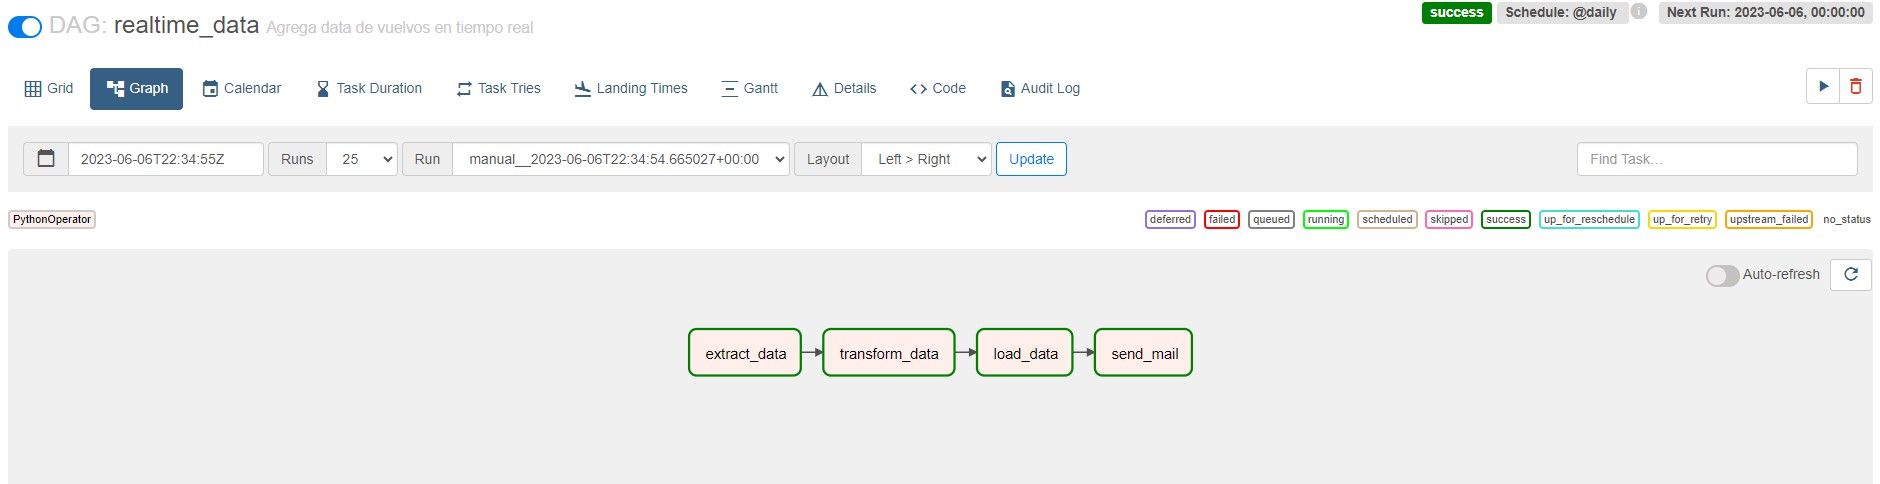 DAG: realtime_data Agrega data de vuelvos en tiempo real
success Schedule: @daily i Next Run: 2023-06-06, 00:00:00
Grid Graph Calendar Task Duration Task Tries Landing Times Gantt Details Code Audit Log
2023-06-06T22:34:55Z Runs 25 Run manual__2023-06-06T22:34:54.665027+00:00 Layout Left > Right Update Find Task...
PythonOperator deferred failed queued running scheduled skipped success up_for_reschedule up_for_retry upstream_failed no_status
Auto-refresh
extract_data transform_data load_data send_mail